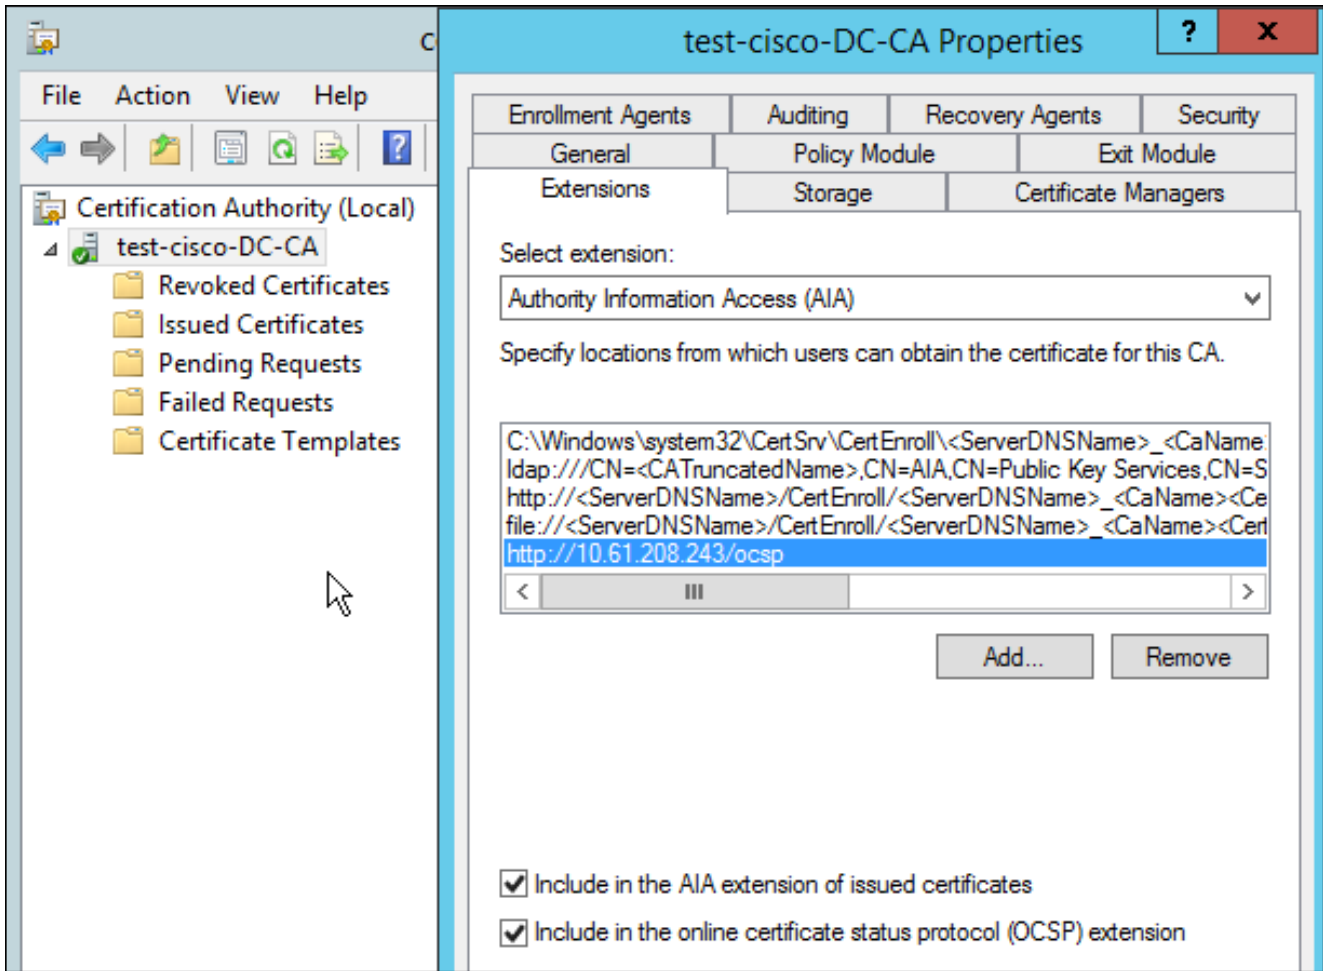 C
test-cisco-DC-CA Properties
?
x
File Action View Help
?
Certification Authority (Local)
test-cisco-DC-CA
Revoked Certificates
Issued Certificates
Pending Requests
Failed Requests
Certificate Templates
Enrollment Agents Auditing Recovery Agents Security
General Policy Module Exit Module
Extensions Storage Certificate Managers
Select extension:
Authority Information Access (AIA)
Specify locations from which users can obtain the certificate for this CA.
C:\Windows\system32\CertSrv\CertEnroll\<ServerDNSName>_<CaName
ldap:///CN=<CATruncatedName>,CN=AIA,CN=Public Key Services,CN=S
http://<ServerDNSName>/CertEnroll/<ServerDNSName>_<CaName><Ce
file://<ServerDNSName>/CertEnroll/<ServerDNSName>_<CaName><Cert
http://10.61.208.243/ocsp
Add... Remove
Include in the AIA extension of issued certificates
Include in the online certificate status protocol (OCSP) extension